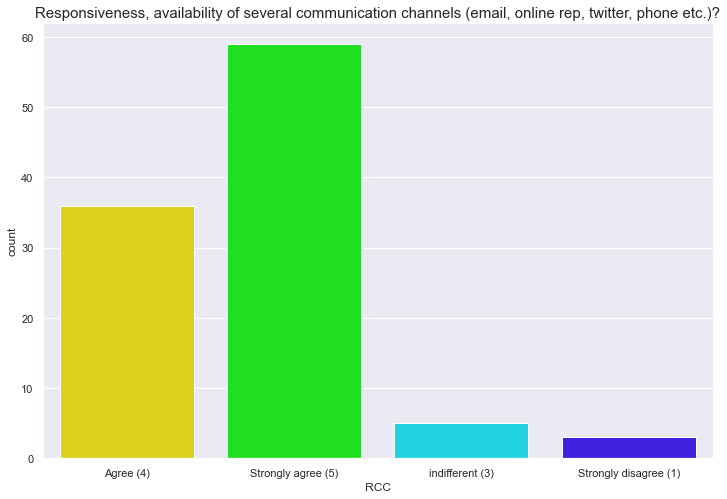 Responsiveness, availability of several communication channels (email, online rep, twitter, phone etc.)?
60
50
40
30
20
10
0
count
Agree (4)
Strongly agree (5)
indifferent (3)
Strongly disagree (1)
RCC